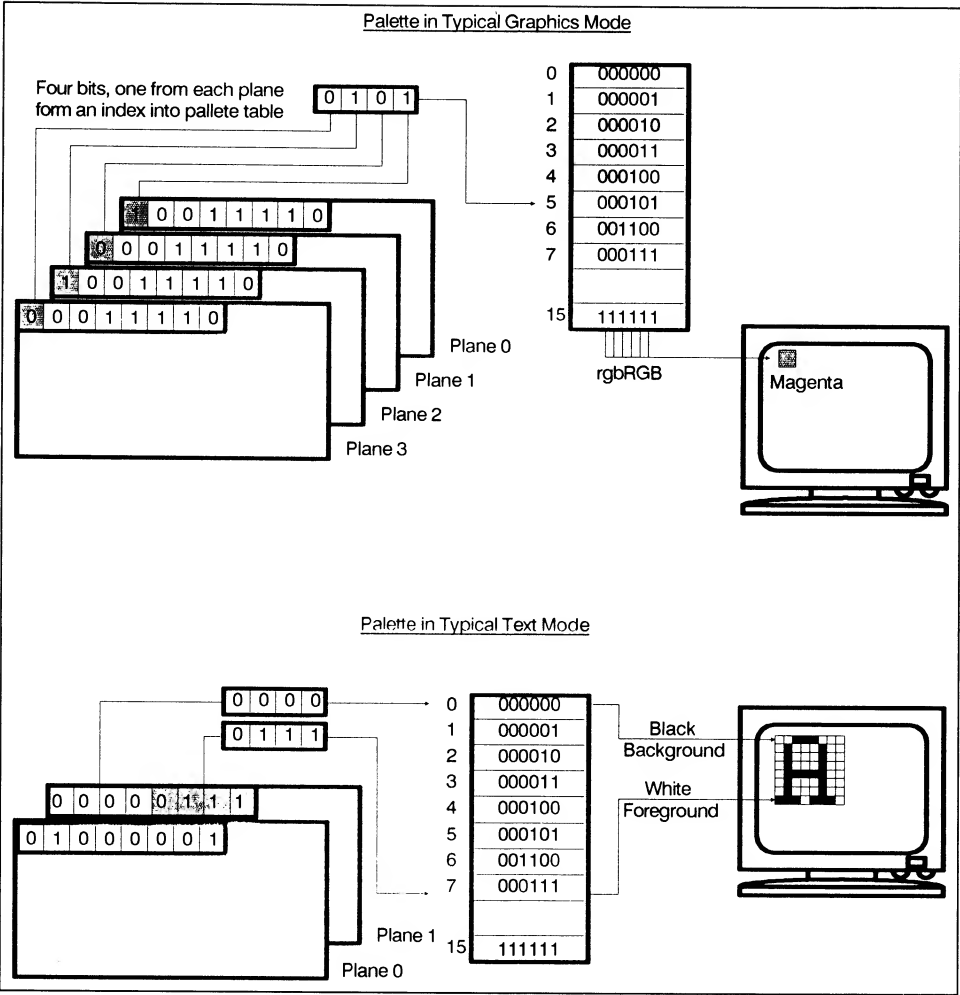 Palette in Typical Graphics Mode
Four bits, one from each plane
form an index into pallete table
0 1 0 1
0 000000
1 000001
2 000010
3 000011
4 000100
5 000101
6 001100
7 000111
15 111111
rgbRGB
1 0 0 1 1 1 1 0
0 0 0 1 1 1 1 0
1 0 0 1 1 1 1 0
0 0 0 1 1 1 1 0
Plane 0
Plane 1
Plane 2
Plane 3
Magenta
Palette in Typical Text Mode
0 0 0 0
0 1 1 1
0 0 0 0 0 1 1 1
0 1 0 0 0 0 0 1
Plane 1
Plane 0
0 000000
1 000001
2 000010
3 000011
4 000100
5 000101
6 001100
7 000111
15 111111
Black
Background
White
Foreground
A